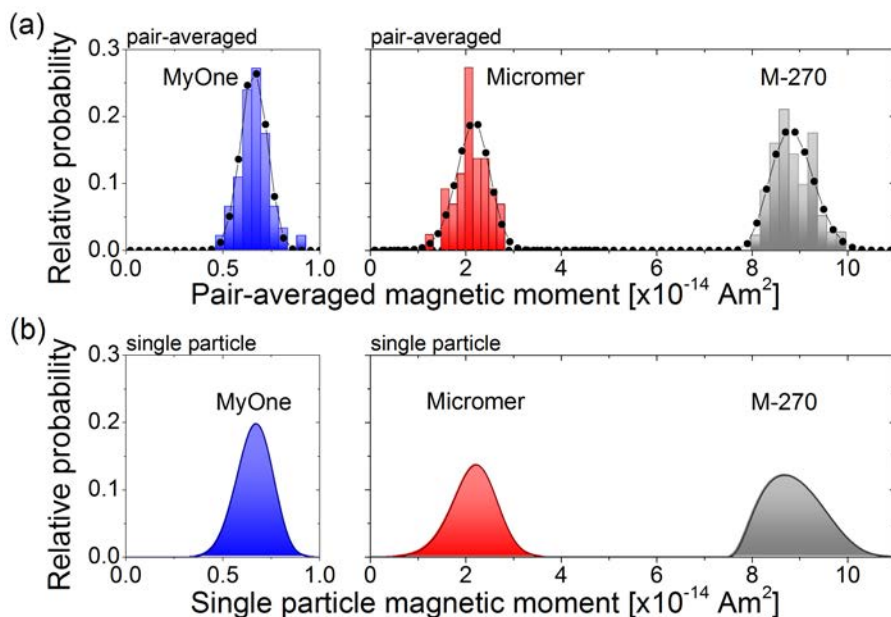 (a)
pair-averaged
pair-averaged
MyOne
Micromer
M-270
Relative probability
0.3
0.2
0.1
0.0
0.0 0.5 1.0
0 2 4 6 8 10
Pair-averaged magnetic moment [x10⁻¹⁴ Am²]
(b)
single particle
single particle
MyOne
Micromer
M-270
Relative probability
0.3
0.2
0.1
0.0
0.0 0.5 1.0
0 2 4 6 8 10
Single particle magnetic moment [x10⁻¹⁴ Am²]